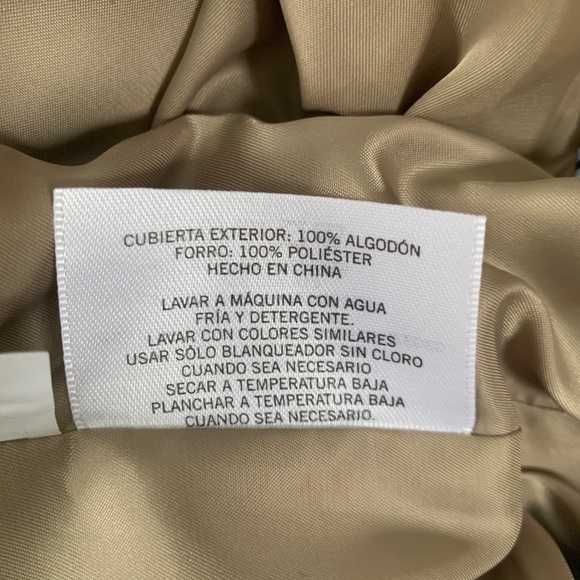 CUBIERTA EXTERIOR: 100% ALGODÓN
FORRO: 100% POLIÉSTER
HECHO EN CHINA
LAVAR A MÁQUINA CON AGUA
FRÍA Y DETERGENTE.
LAVAR CON COLORES SIMILARES
USAR SÓLO BLANQUEADOR SIN CLORO
CUANDO SEA NECESARIO
SECAR A TEMPERATURA BAJA
PLANCHAR A TEMPERATURA BAJA
CUANDO SEA NECESARIO.